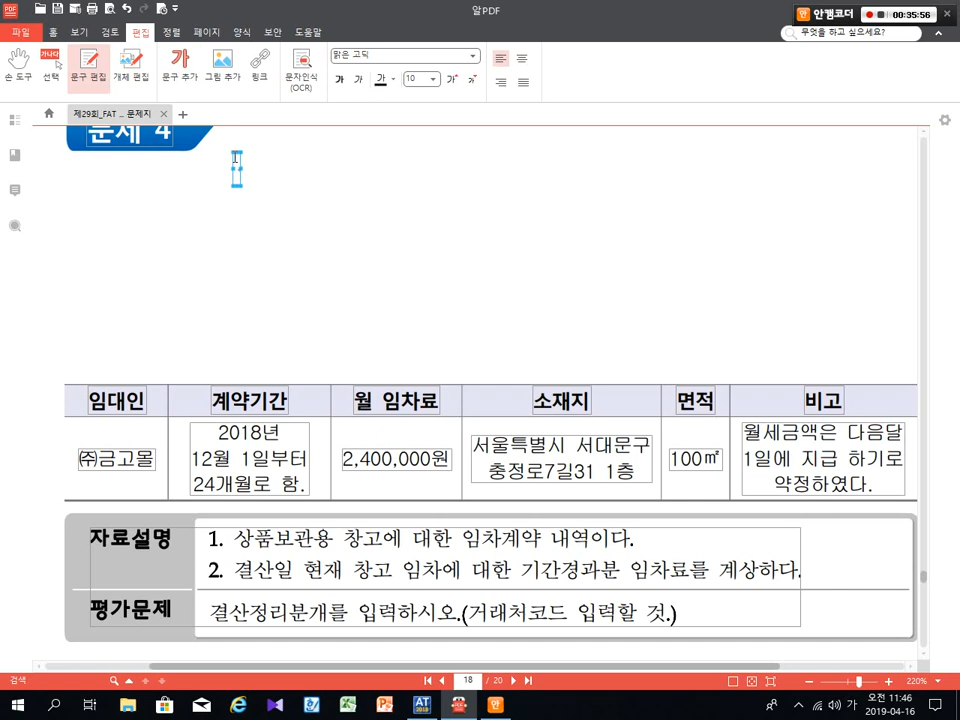 알PDF
안캠코더
00:35:56
파일 홈 보기 검토 편집 정렬 페이지 양식 보안 도움말
무엇을 하고 싶으세요?
손 도구 선택 문구 편집 개체 편집 문구 추가 그림 추가 링크 문자인식 (OCR)
맑은 고딕
10
제29회_FAT ... 문제지
문제 4
임대인 계약기간 월 임차료 소재지 면적 비고
㈜금고몰
2018년
12월 1일부터
24개월로 함.
2,400,000원
서울특별시 서대문구
충정로7길31 1층
100㎡
월세금액은 다음달
1일에 지급 하기로
약정하였다.
자료설명
1. 상품보관용 창고에 대한 임차계약 내역이다.
2. 결산일 현재 창고 임차에 대한 기간경과분 임차료를 계상하다.
평가문제
결산정리분개를 입력하시오.(거래처코드 입력할 것.)
검색
18 / 20
220%
오전 11:46
2019-04-16